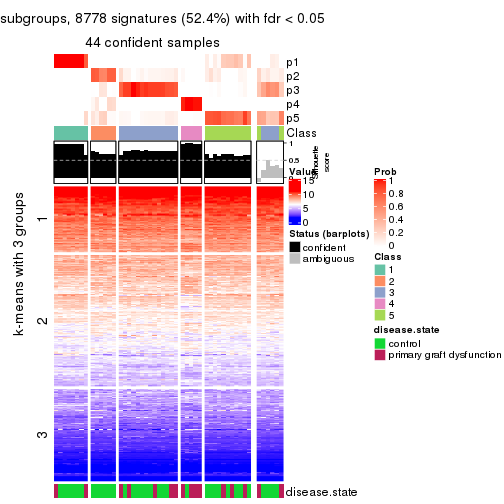 subgroups, 8778 signatures (52.4%) with fdr < 0.05
44 confident samples
p1
p2
p3
p4
p5
Class
1
0.5
0
silhouette
score
k-means with 3 groups
1
2
3
disease.state
Value
15
10
5
0
Status (barplots)
confident
ambiguous
Prob
1
0.8
0.6
0.4
0.2
0
Class
1
2
3
4
5
disease.state
control
primary graft dysfunction